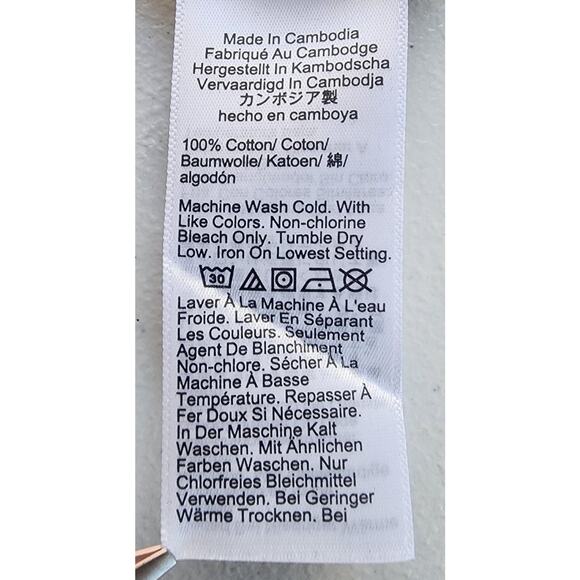 Made In Cambodia
Fabriqué Au Cambodge
Hergestellt In Kambodscha
Vervaardigd In Cambodja
カンボジア製
hecho en camboya
100% Cotton/ Coton/
Baumwolle/ Katoen/ 綿/
algodón
Machine Wash Cold. With
Like Colors. Non-chlorine
Bleach Only. Tumble Dry
Low. Iron On Lowest Setting.
30
Laver À La Machine À L'eau
Froide. Laver En Séparant
Les Couleurs. Seulement
Agent De Blanchiment
Non-chlore. Sécher À La
Machine À Basse
Température. Repasser À
Fer Doux Si Nécessaire.
In Der Maschine Kalt
Waschen. Mit Ähnlichen
Farben Waschen. Nur
Chlorfreies Bleichmittel
Verwenden. Bei Geringer
Wärme Trocknen. Bei